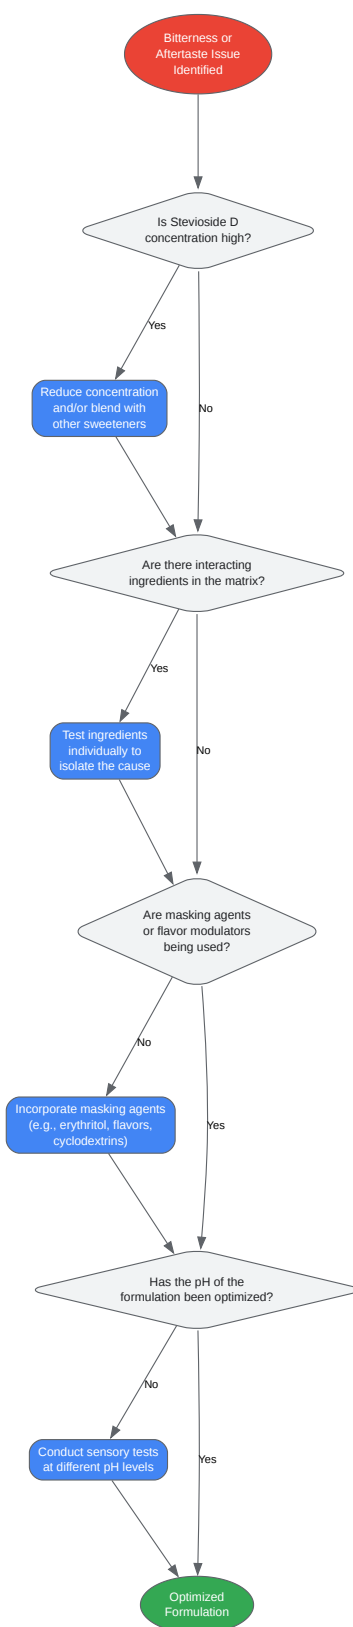 Bitterness or
Aftertaste Issue
Identified
Is Stevioside D
concentration high?
Yes
Reduce concentration
and/or blend with
other sweeteners
No
Are there interacting
ingredients in the matrix?
Yes
Test ingredients
individually to
isolate the cause
No
Are masking agents
or flavor modulators
being used?
No
Incorporate masking agents
(e.g., erythritol, flavors,
cyclodextrins)
Yes
Has the pH of the
formulation been optimized?
No
Conduct sensory tests
at different pH levels
Yes
Optimized
Formulation